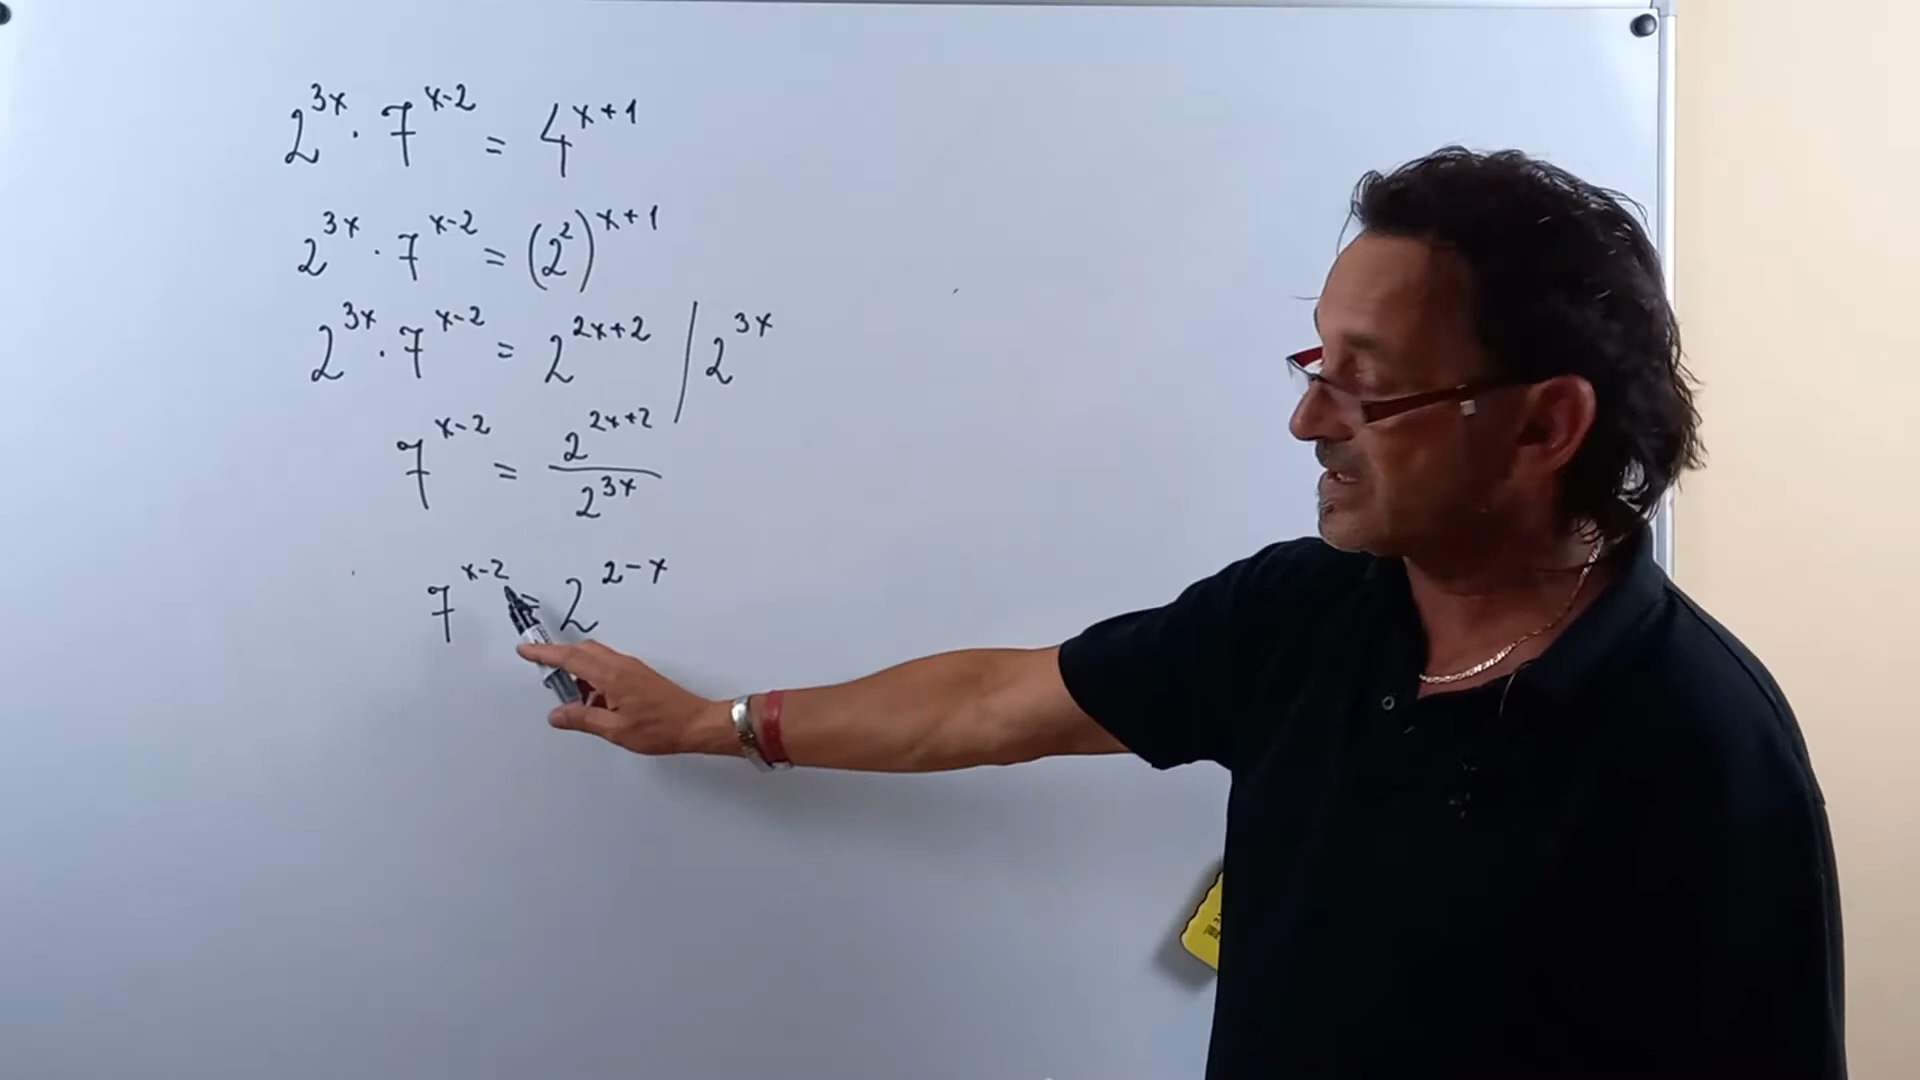 2^{3x} · 7^{x-2} = 4^{x+1}
2^{3x} · 7^{x-2} = (2^2)^{x+1}
2^{3x} · 7^{x-2} = 2^{2x+2} / 2^{3x}
7^{x-2} = \frac{2^{2x+2}}{2^{3x}}
7^{x-2} = 2^{2-x}